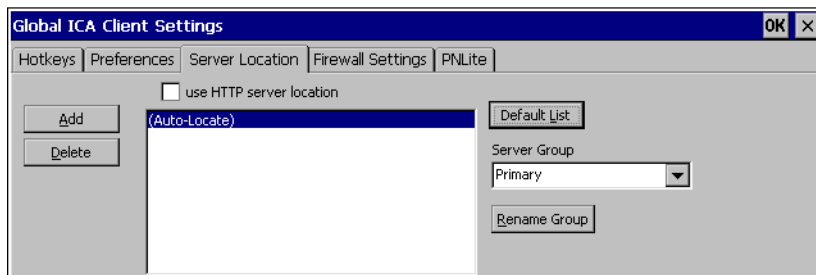 Global ICA Client Settings OK ×
Hotkeys Preferences Server Location Firewall Settings PNLite
use HTTP server location
Add (Auto-Locate) Default List
Delete
Server Group
Primary
Rename Group